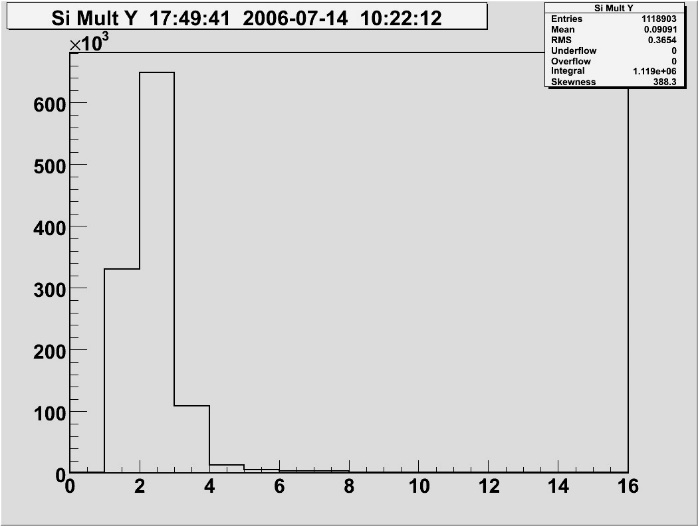 Si Mult Y 17:49:41 2006-07-14 10:22:12
Si Mult Y
Entries 1118903
Mean 0.09091
RMS 0.3654
Underflow 0
Overflow 0
Integral 1.119e+06
Skewness 388.3
×10³
600
500
400
300
200
100
0
0 2 4 6 8 10 12 14 16